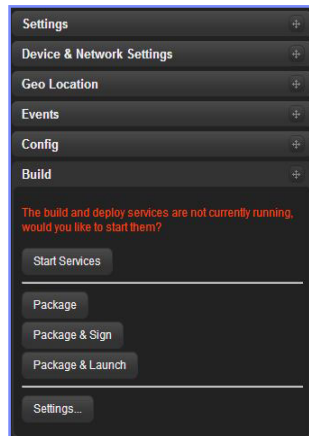 Settings
Device & Network Settings
Geo Location
Events
Config
Build
The build and deploy services are not currently running,
would you like to start them?
Start Services
Package
Package & Sign
Package & Launch
Settings...